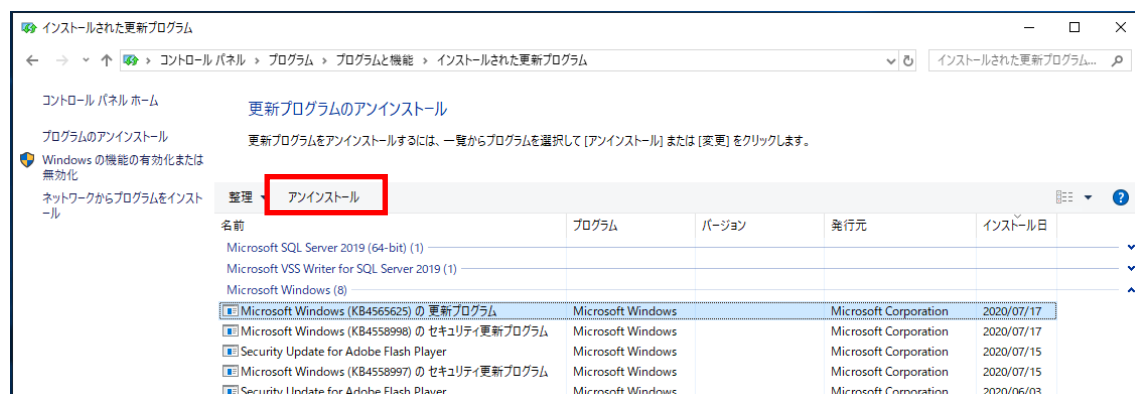 インストールされた更新プログラム
コントロール パネル › プログラム › プログラムと機能 › インストールされた更新プログラム
インストールされた更新プログラム...
コントロール パネル ホーム
プログラムのアンインストール
Windows の機能の有効化または
無効化
ネットワークからプログラムをインスト
ール
更新プログラムのアンインストール
更新プログラムをアンインストールするには、一覧からプログラムを選択して [アンインストール] または [変更] をクリックします。
整理 アンインストール
名前 プログラム バージョン 発行元 インストール日
Microsoft SQL Server 2019 (64-bit) (1)
Microsoft VSS Writer for SQL Server 2019 (1)
Microsoft Windows (8)
Microsoft Windows (KB4565625) の 更新プログラム Microsoft Windows Microsoft Corporation 2020/07/17
Microsoft Windows (KB4558998) の セキュリティ更新プログラム Microsoft Windows Microsoft Corporation 2020/07/17
Security Update for Adobe Flash Player Microsoft Windows Microsoft Corporation 2020/07/15
Microsoft Windows (KB4558997) の セキュリティ更新プログラム Microsoft Windows Microsoft Corporation 2020/07/15
Security Update for Adobe Flash Player Microsoft Windows Microsoft Corporation 2020/06/03